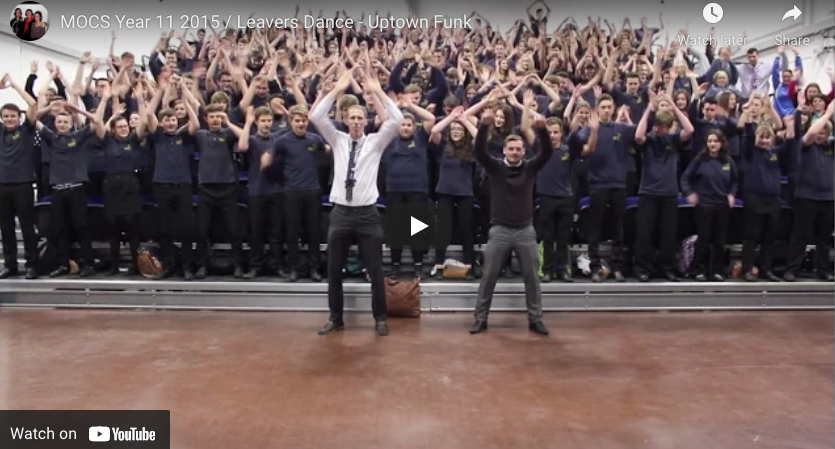 MOCS Year 11 2015 / Leavers Dance - Uptown Funk
Watch later
Share
Watch on YouTube